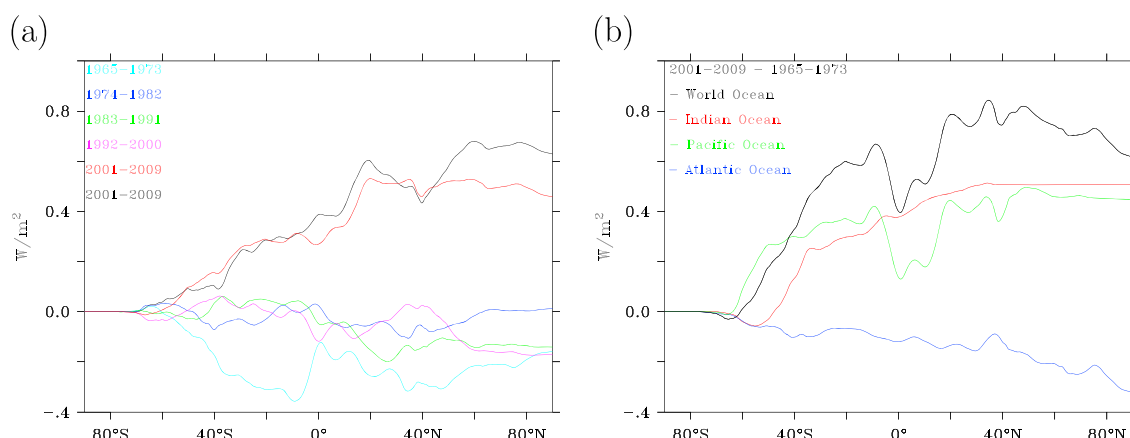 (a)
1965-1973
1974-1982
1983-1991
1992-2000
2001-2009
2001-2009
0.8
0.4
0.0
-.4
W/m²
80°S 40°S 0° 40°N 80°N
(b)
2001-2009 - 1965-1973
- World Ocean
- Indian Ocean
- Pacific Ocean
- Atlantic Ocean
0.8
0.4
0.0
-.4
W/m²
80°S 40°S 0° 40°N 80°N